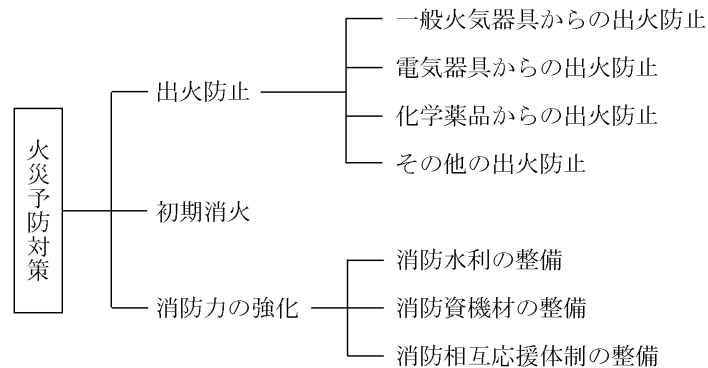 火災予防対策
出火防止
一般火気器具からの出火防止
電気器具からの出火防止
化学薬品からの出火防止
その他の出火防止
初期消火
消防力の強化
消防水利の整備
消防資機材の整備
消防相互応援体制の整備